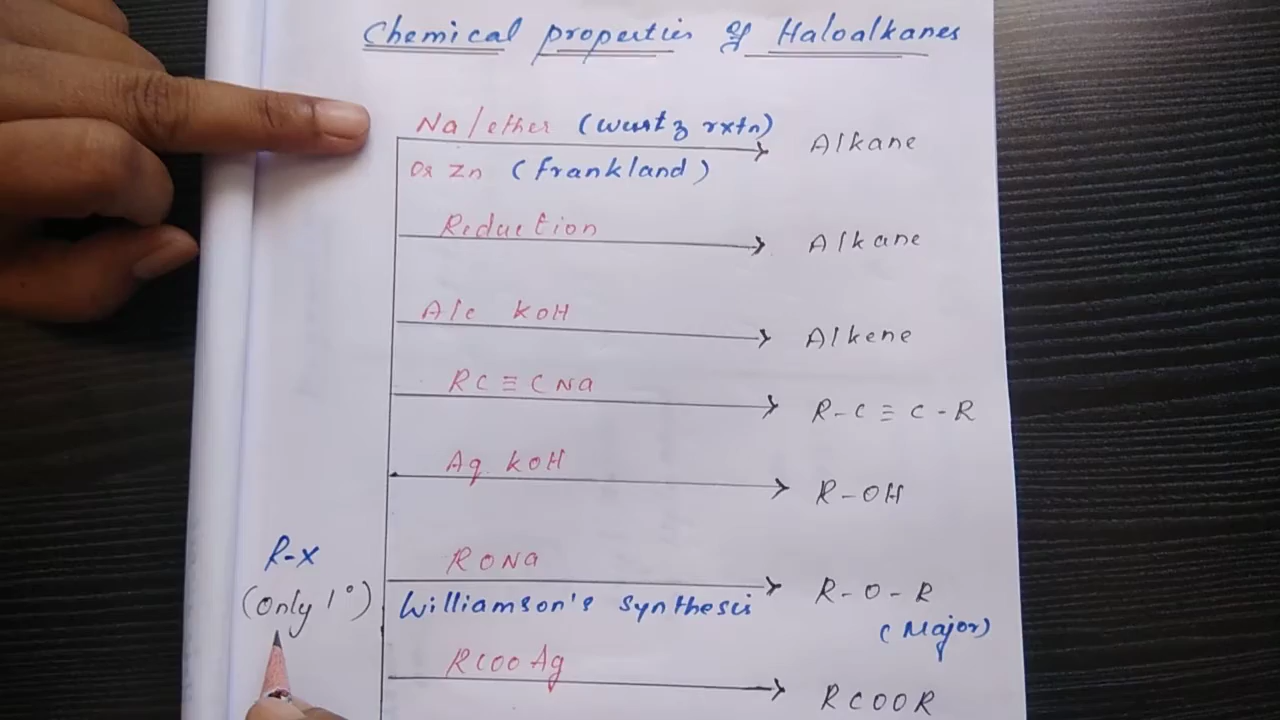 Chemical properties of Haloalkanes
Na/ether (Wurtz rxtn)
Alkane
Or Zn (Frankland)
Reduction
Alkane
Alc KOH
Alkene
RC ≡ CNa
R-C ≡ C-R
Aq KOH
R-OH
R-X
(Only 1°)
RONa
R-O-R
Williamson's synthesis
(Major)
RCOOAg
RCOOR